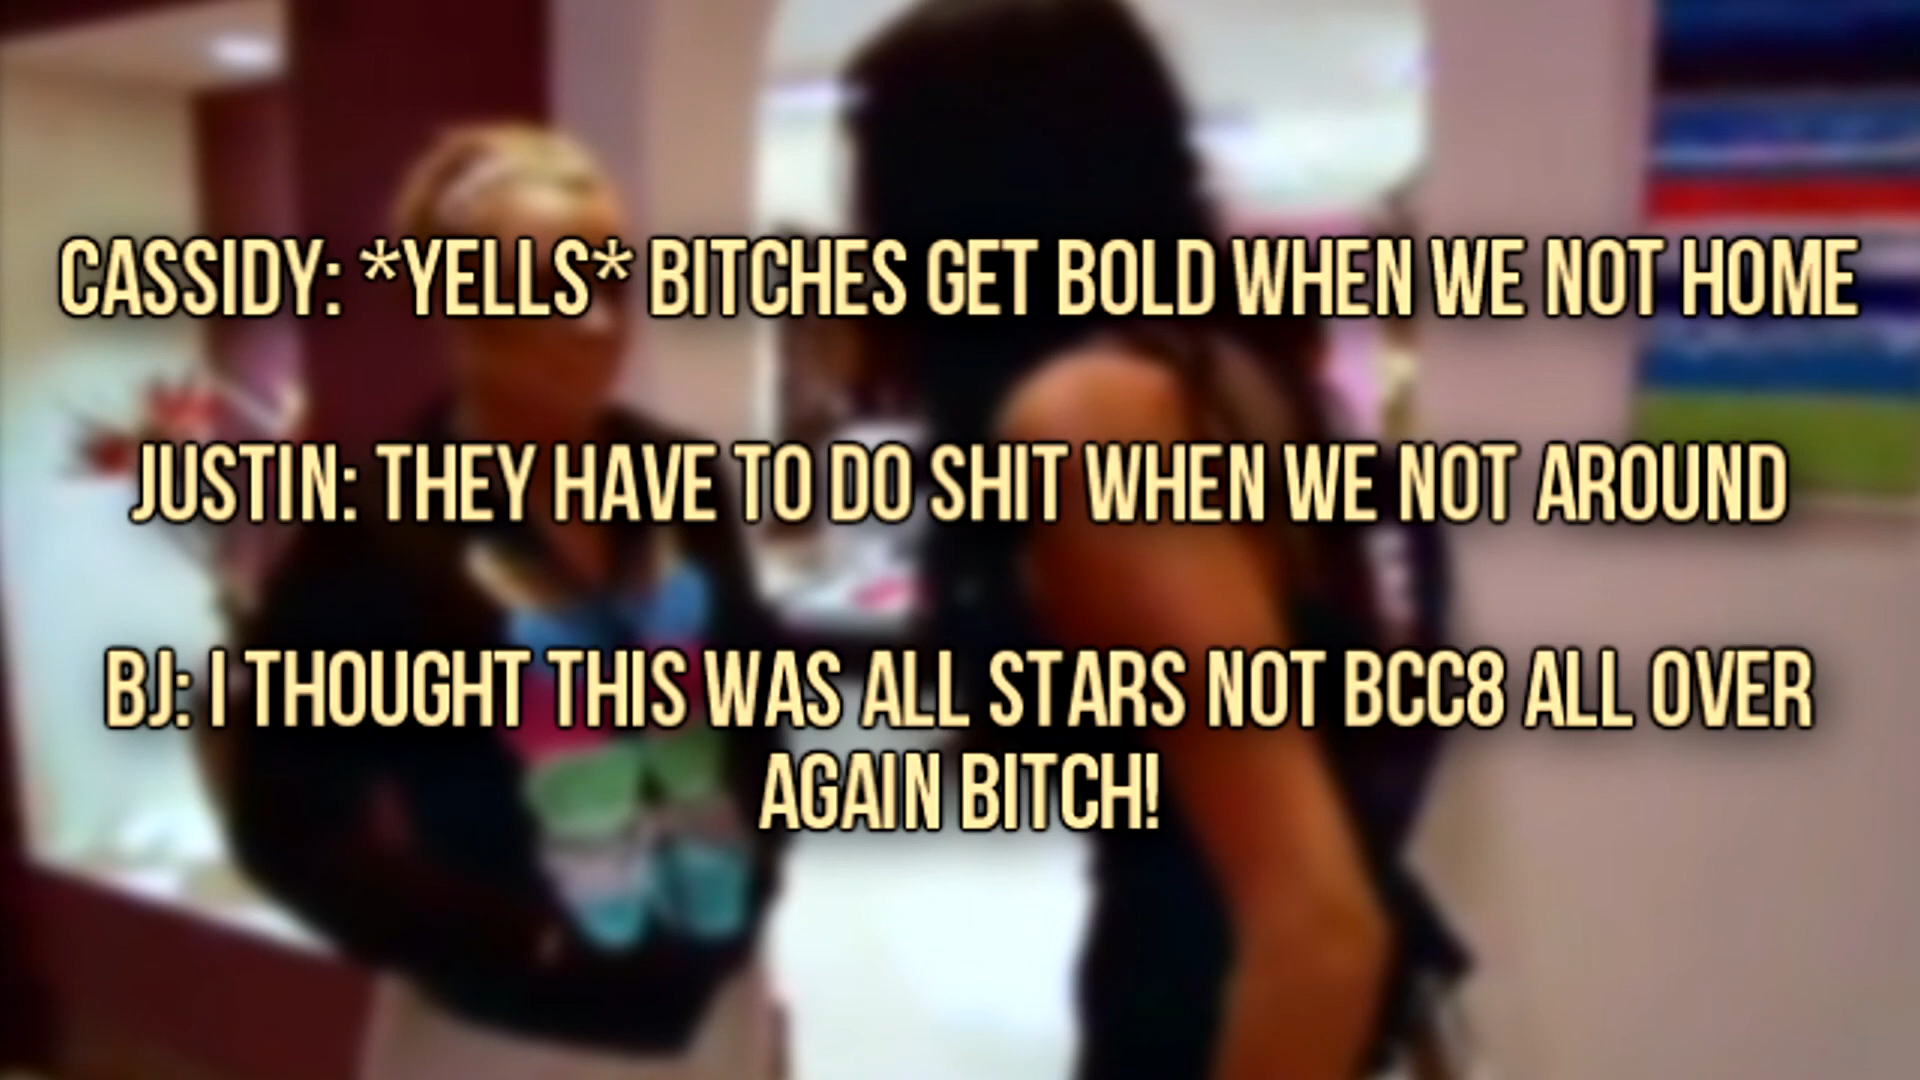 CASSIDY: *YELLS* BITCHES GET BOLD WHEN WE NOT HOME
JUSTIN: THEY HAVE TO DO SHIT WHEN WE NOT AROUND
BJ: I THOUGHT THIS WAS ALL STARS NOT BCC8 ALL OVER
AGAIN BITCH!